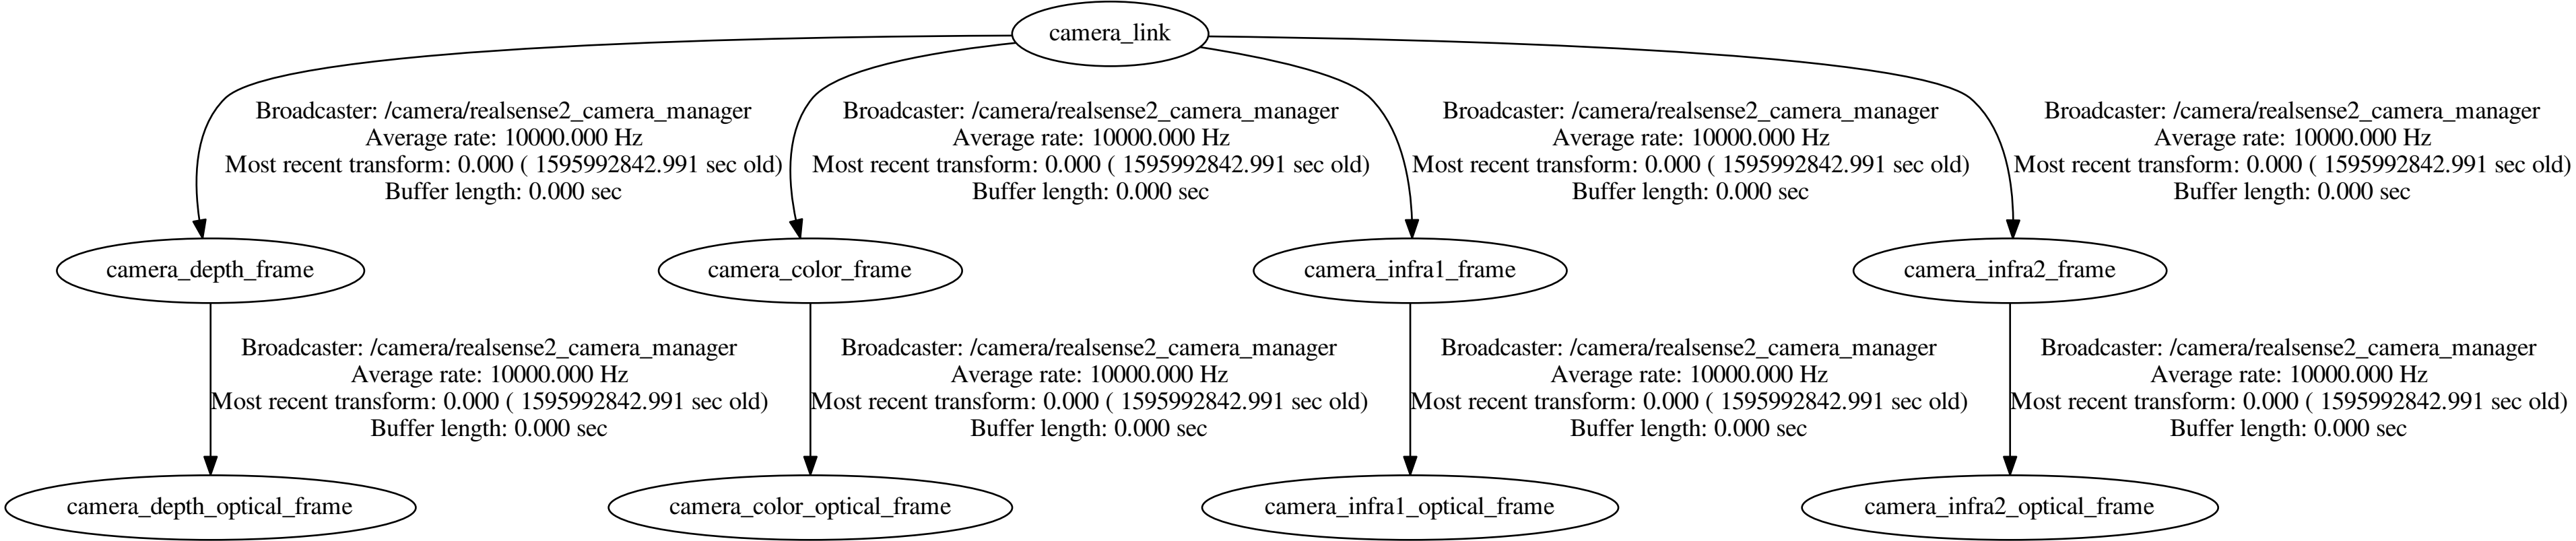 camera_link
Broadcaster: /camera/realsense2_camera_manager
Average rate: 10000.000 Hz
Most recent transform: 0.000 ( 1595992842.991 sec old)
Buffer length: 0.000 sec
Broadcaster: /camera/realsense2_camera_manager
Average rate: 10000.000 Hz
Most recent transform: 0.000 ( 1595992842.991 sec old)
Buffer length: 0.000 sec
Broadcaster: /camera/realsense2_camera_manager
Average rate: 10000.000 Hz
Most recent transform: 0.000 ( 1595992842.991 sec old)
Buffer length: 0.000 sec
Broadcaster: /camera/realsense2_camera_manager
Average rate: 10000.000 Hz
Most recent transform: 0.000 ( 1595992842.991 sec old)
Buffer length: 0.000 sec
camera_depth_frame
camera_color_frame
camera_infra1_frame
camera_infra2_frame
Broadcaster: /camera/realsense2_camera_manager
Average rate: 10000.000 Hz
Most recent transform: 0.000 ( 1595992842.991 sec old)
Buffer length: 0.000 sec
Broadcaster: /camera/realsense2_camera_manager
Average rate: 10000.000 Hz
Most recent transform: 0.000 ( 1595992842.991 sec old)
Buffer length: 0.000 sec
Broadcaster: /camera/realsense2_camera_manager
Average rate: 10000.000 Hz
Most recent transform: 0.000 ( 1595992842.991 sec old)
Buffer length: 0.000 sec
Broadcaster: /camera/realsense2_camera_manager
Average rate: 10000.000 Hz
Most recent transform: 0.000 ( 1595992842.991 sec old)
Buffer length: 0.000 sec
camera_depth_optical_frame
camera_color_optical_frame
camera_infra1_optical_frame
camera_infra2_optical_frame